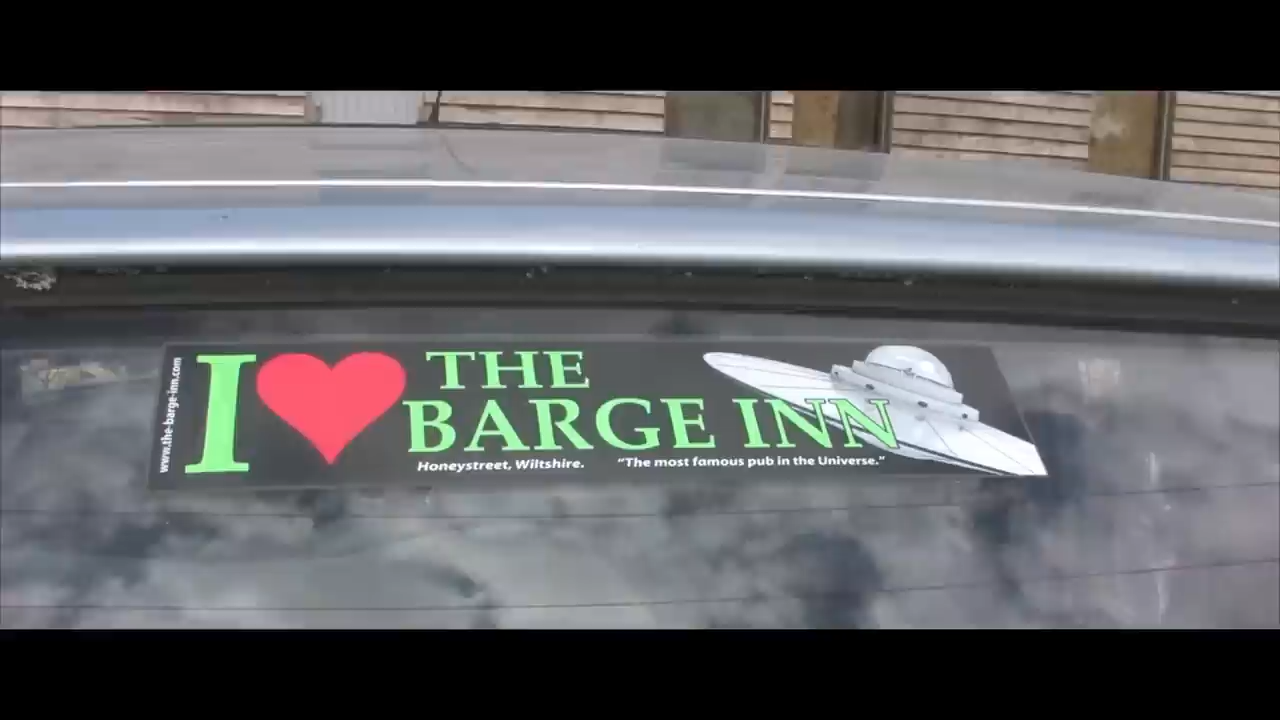 www.the-barge-inn.com
I THE
BARGE INN
Honeystreet, Wiltshire. "The most famous pub in the Universe."